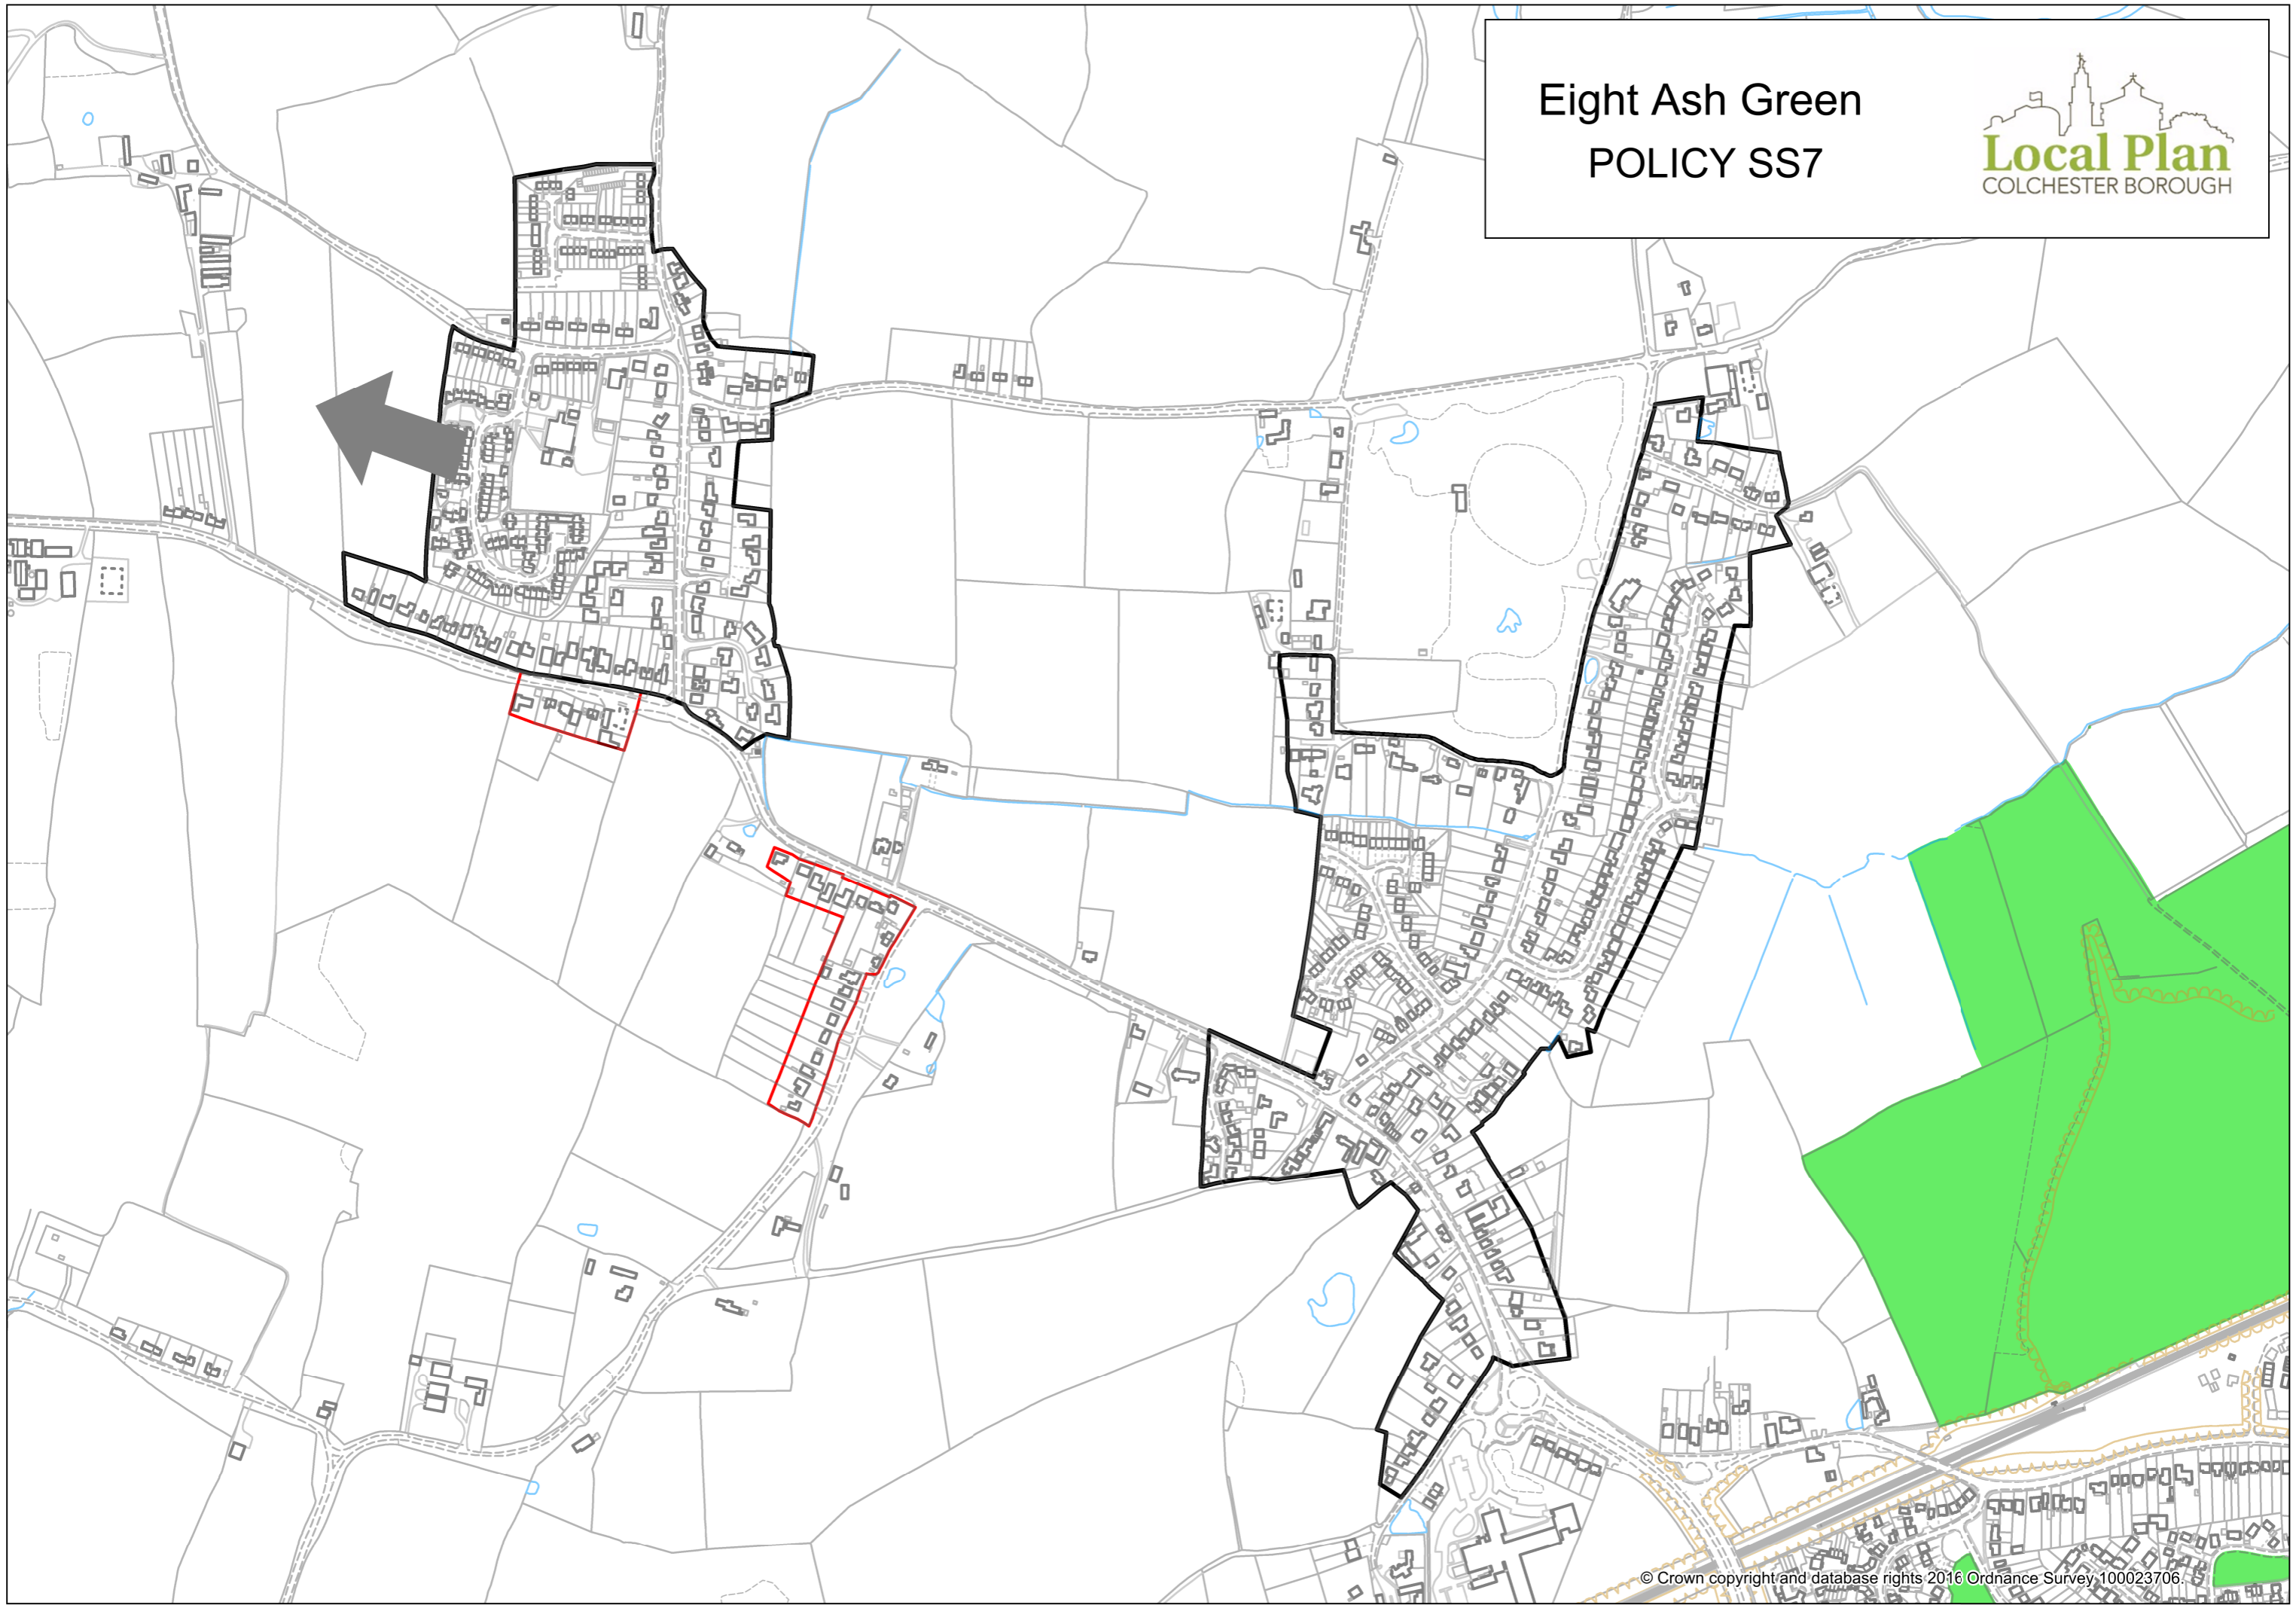 Eight Ash Green
POLICY SS7
Local Plan
COLCHESTER BOROUGH
© Crown copyright and database rights 2016 Ordnance Survey 100023706.